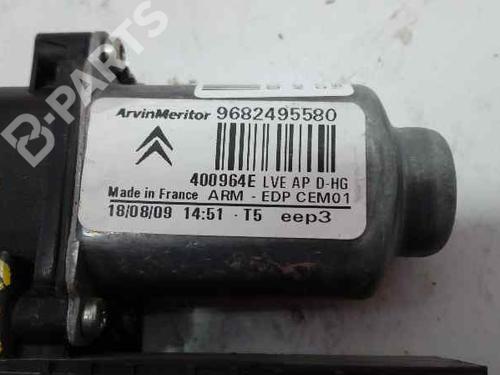 B-PARTS
ArvinMeritor 9682495580
400964E LVE AP D-HG
Made in France ARM - EDP CEM01
18/08/09 14:51 · T5 eep3